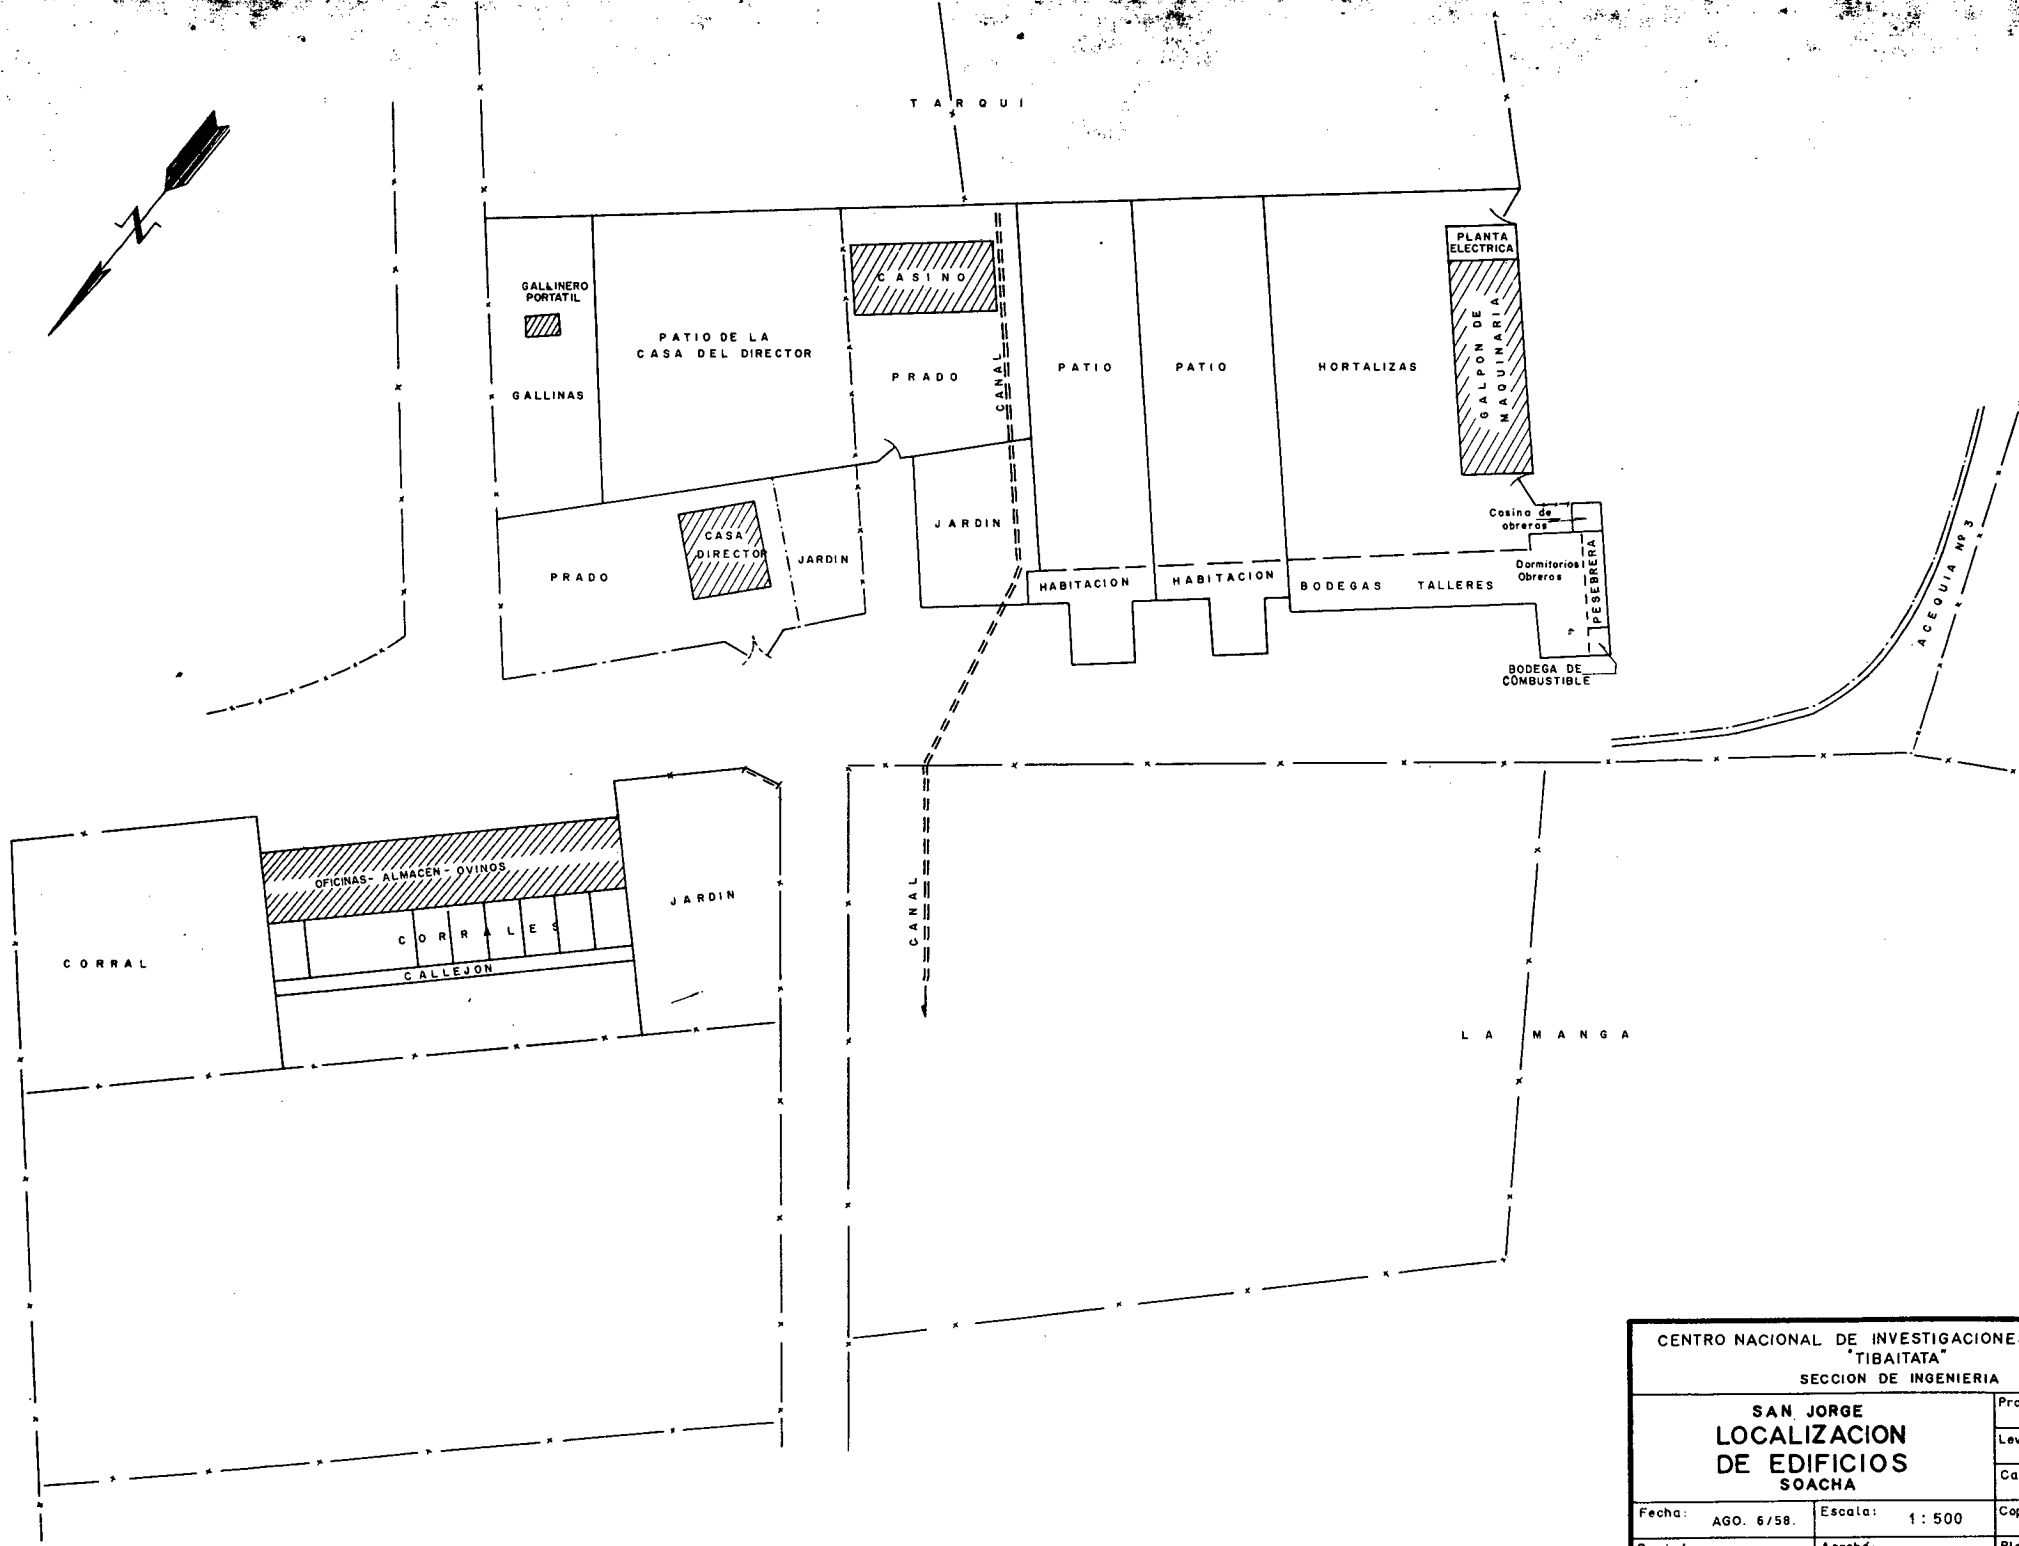 TARQUI
N
PLANTA
ELECTRICA
CASINO
GALLINERO
PORTATIL
GALPON DE
MAQUINARIA
PATIO DE LA
CASA DEL DIRECTOR
PRADO
CANAL
PATIO
PATIO
HORTALIZAS
GALLINAS
JARDIN
Cosina de
obreros
CASA
DIRECTOR
JARDIN
PRADO
HABITACION
HABITACION
BODEGAS TALLERES
Dormitorios
Obreros
PESEBRERA
ACEQUIA Nº 3
BODEGA DE
COMBUSTIBLE
OFICINAS - ALMACEN - OVINOS
JARDIN
CANAL
CORRALES
CORRAL
CALLEJON
LA MANGA
CENTRO NACIONAL DE INVESTIGACIONE
"TIBAITATA"
SECCION DE INGENIERIA
SAN JORGE
LOCALIZACION
DE EDIFICIOS
SOACHA
Fecha: AGO. 6/58.
Escala: 1:500